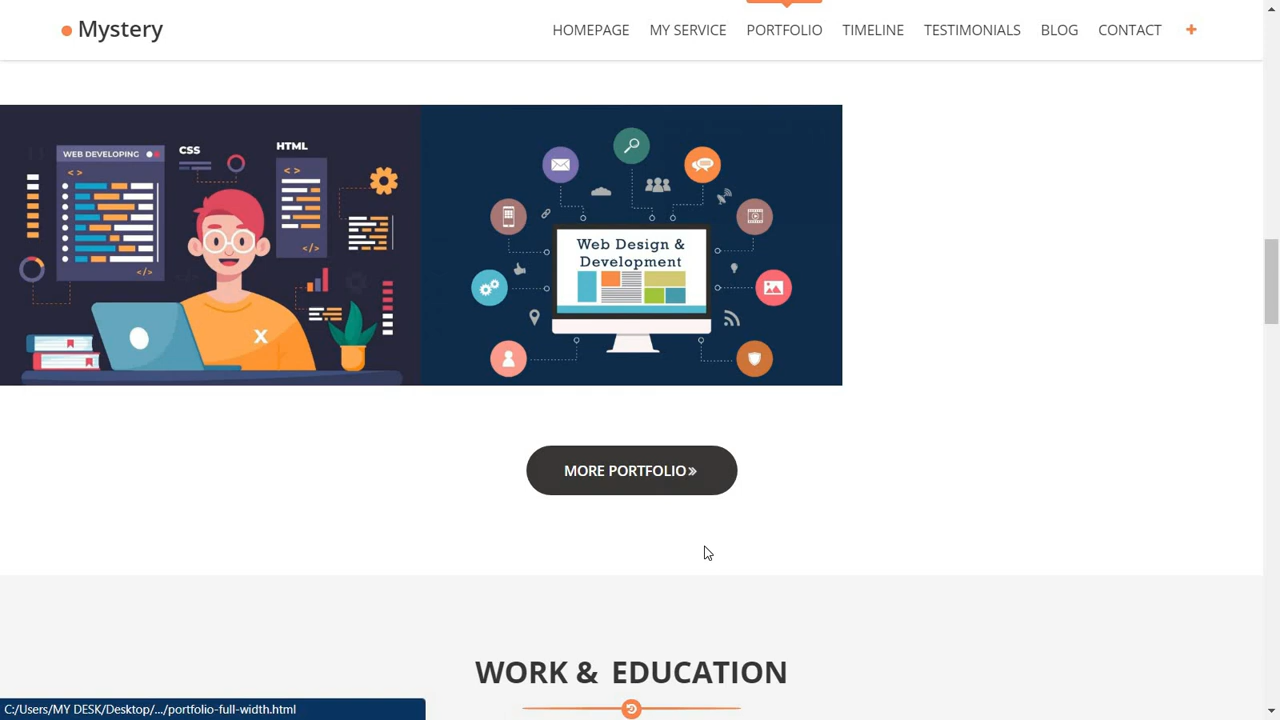 Mystery
HOMEPAGE MY SERVICE PORTFOLIO TIMELINE TESTIMONIALS BLOG CONTACT +
WEB DEVELOPING
CSS
HTML
< >
< >
</>
</>
X
Web Design &
Development
MORE PORTFOLIO»
WORK & EDUCATION
C:/Users/MY DESK/Desktop/.../portfolio-full-width.html